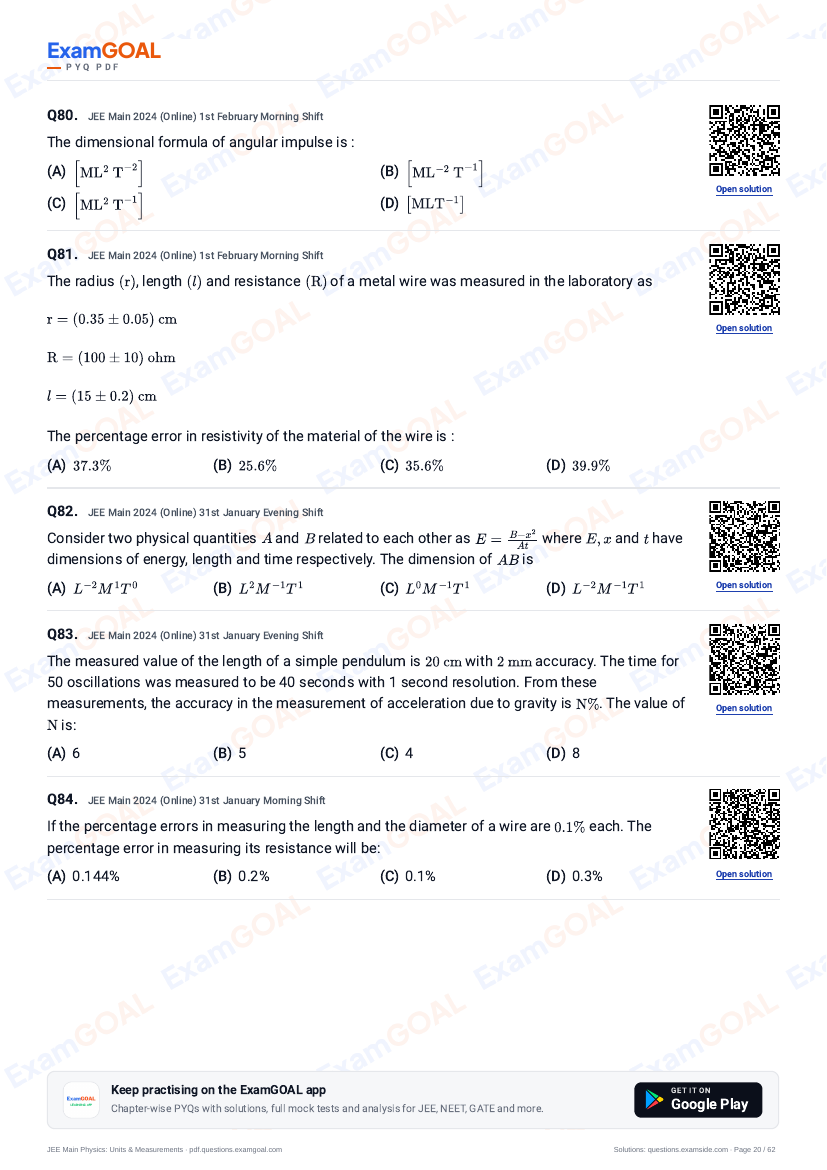 ExamGOAL
PYQ PDF
Q80. JEE Main 2024 (Online) 1st February Morning Shift
The dimensional formula of angular impulse is :
(A) [ML² T⁻²] (B) [ML⁻² T⁻¹]
(C) [ML² T⁻¹] (D) [MLT⁻¹]
Open solution
Q81. JEE Main 2024 (Online) 1st February Morning Shift
The radius (r), length (l) and resistance (R) of a metal wire was measured in the laboratory as
r = (0.35 ± 0.05) cm
R = (100 ± 10) ohm
l = (15 ± 0.2) cm
The percentage error in resistivity of the material of the wire is :
(A) 37.3% (B) 25.6% (C) 35.6% (D) 39.9%
Open solution
Q82. JEE Main 2024 (Online) 31st January Evening Shift
Consider two physical quantities A and B related to each other as E = (B−x²)/(At) where E, x and t have
dimensions of energy, length and time respectively. The dimension of AB is
(A) L⁻²M¹T⁰ (B) L²M⁻¹T¹ (C) L⁰M⁻¹T¹ (D) L⁻²M⁻¹T¹
Open solution
Q83. JEE Main 2024 (Online) 31st January Evening Shift
The measured value of the length of a simple pendulum is 20 cm with 2 mm accuracy. The time for
50 oscillations was measured to be 40 seconds with 1 second resolution. From these
measurements, the accuracy in the measurement of acceleration due to gravity is N%. The value of
N is:
(A) 6 (B) 5 (C) 4 (D) 8
Open solution
Q84. JEE Main 2024 (Online) 31st January Morning Shift
If the percentage errors in measuring the length and the diameter of a wire are 0.1% each. The
percentage error in measuring its resistance will be:
(A) 0.144% (B) 0.2% (C) 0.1% (D) 0.3%
Open solution
ExamGOAL
Keep practising on the ExamGOAL app
Chapter-wise PYQs with solutions, full mock tests and analysis for JEE, NEET, GATE and more.
GET IT ON
Google Play
JEE Main Physics: Units & Measurements · pdf.questions.examgoal.com
Solutions: questions.examside.com · Page 20 / 62